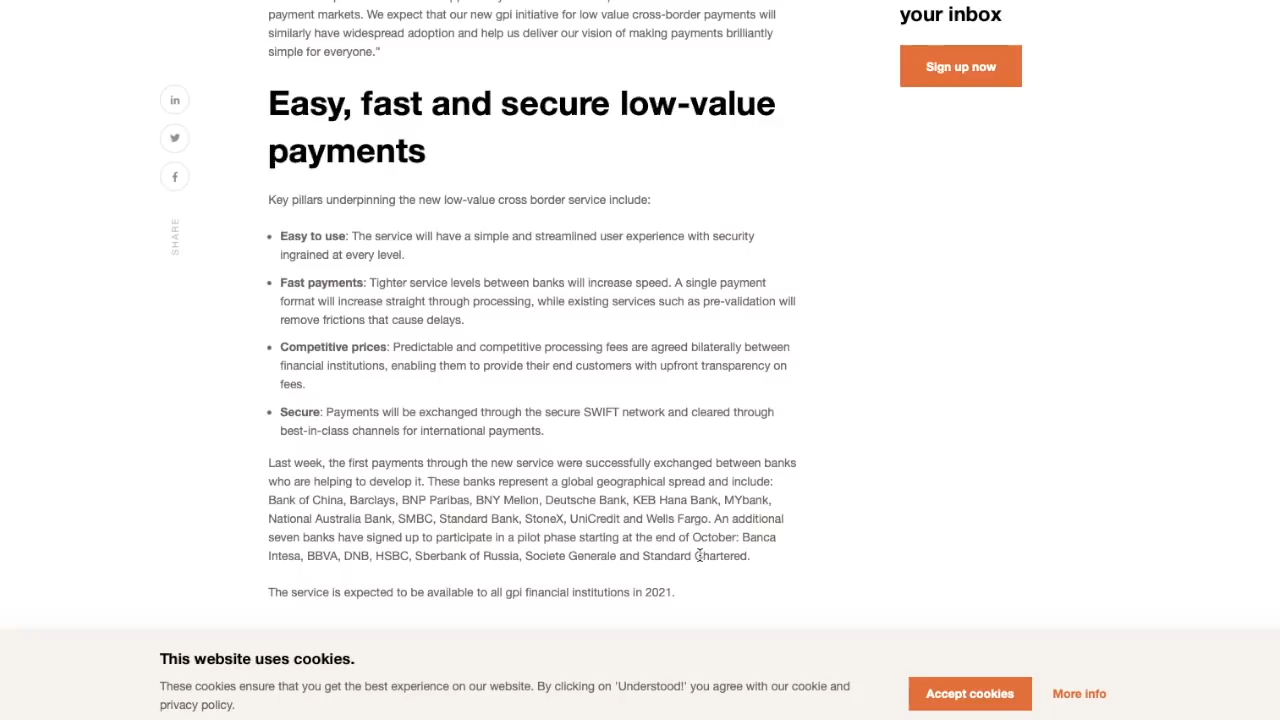 payment markets. We expect that our new gpi initiative for low value cross-border payments will
similarly have widespread adoption and help us deliver our vision of making payments brilliantly
simple for everyone."
your inbox
Sign up now
in
f
SHARE
Easy, fast and secure low-value
payments
Key pillars underpinning the new low-value cross border service include:
• Easy to use: The service will have a simple and streamlined user experience with security
ingrained at every level.
• Fast payments: Tighter service levels between banks will increase speed. A single payment
format will increase straight through processing, while existing services such as pre-validation will
remove frictions that cause delays.
• Competitive prices: Predictable and competitive processing fees are agreed bilaterally between
financial institutions, enabling them to provide their end customers with upfront transparency on
fees.
• Secure: Payments will be exchanged through the secure SWIFT network and cleared through
best-in-class channels for international payments.
Last week, the first payments through the new service were successfully exchanged between banks
who are helping to develop it. These banks represent a global geographical spread and include:
Bank of China, Barclays, BNP Paribas, BNY Mellon, Deutsche Bank, KEB Hana Bank, MYbank,
National Australia Bank, SMBC, Standard Bank, StoneX, UniCredit and Wells Fargo. An additional
seven banks have signed up to participate in a pilot phase starting at the end of October: Banca
Intesa, BBVA, DNB, HSBC, Sberbank of Russia, Societe Generale and Standard Chartered.
The service is expected to be available to all gpi financial institutions in 2021.
This website uses cookies.
These cookies ensure that you get the best experience on our website. By clicking on 'Understood!' you agree with our cookie and
privacy policy.
Accept cookies
More info